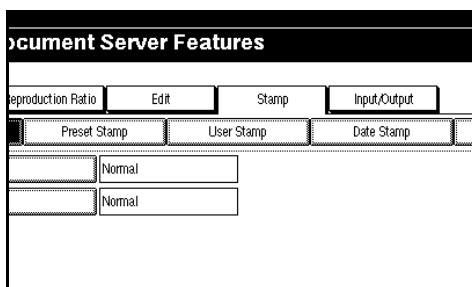 ocument Server Features
eproduction Ratio Edit Stamp Input/Output
Preset Stamp User Stamp Date Stamp
Normal
Normal